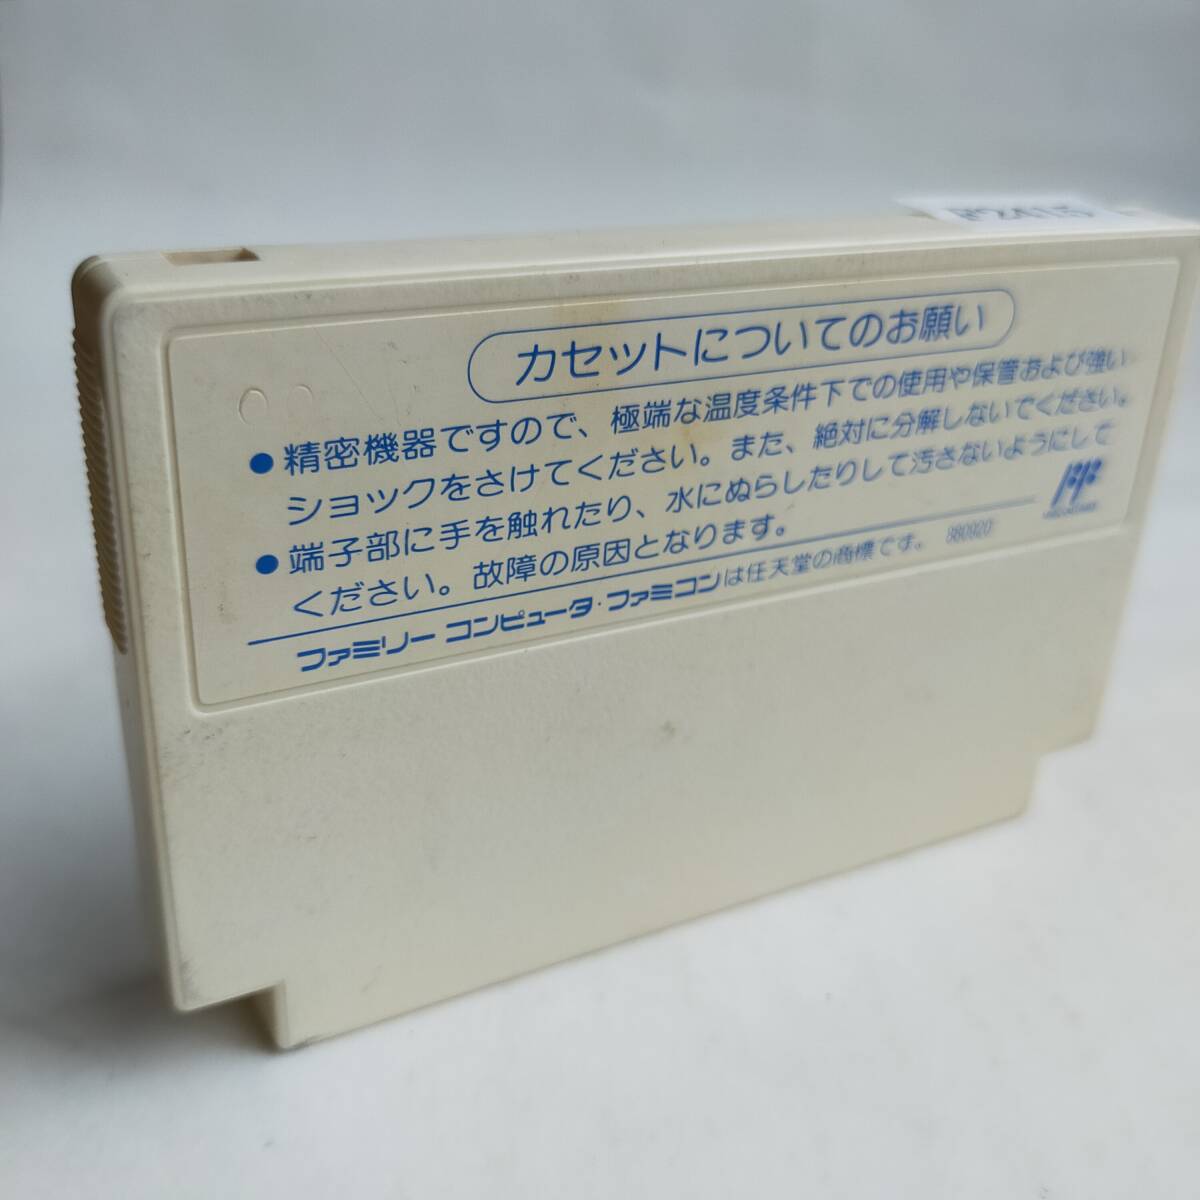 カセットについてのお願い
●精密機器ですので、極端な温度条件下での使用や保管および強い
ショックをさけてください。また、絶対に分解しないでください。
●端子部に手を触れたり、水にぬらしたりして汚さないようにして
ください。故障の原因となります。
ファミリー コンピュータ・ファミコンは任天堂の商標です。 880920